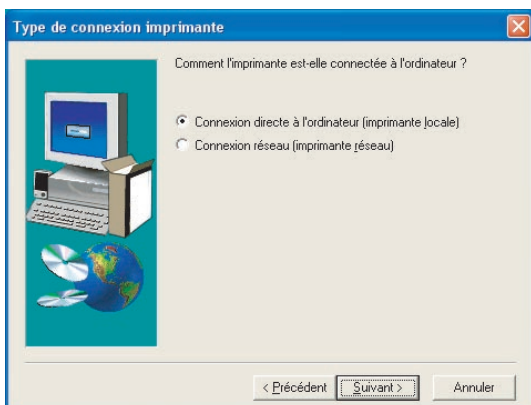 Type de connexion imprimante
Comment l'imprimante est-elle connectée à l'ordinateur ?
Connexion directe à l'ordinateur (imprimante locale)
Connexion réseau (imprimante réseau)
< Précédent
Suivant >
Annuler